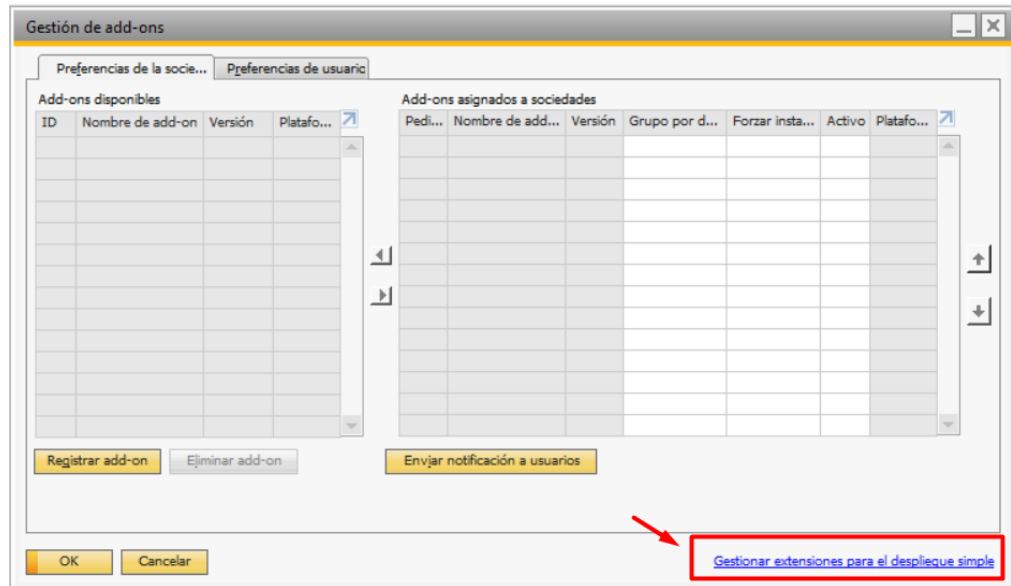 Gestión de add-ons
Preferencias de la socie... Preferencias de usuaric
Add-ons disponibles
ID Nombre de add-on Versión Platafo...
Add-ons asignados a sociedades
Pedi... Nombre de add... Versión Grupo por d... Forzar insta... Activo Platafo...
Registrar add-on Eliminar add-on Enviar notificación a usuarios
OK Cancelar Gestionar extensiones para el despliegue simple